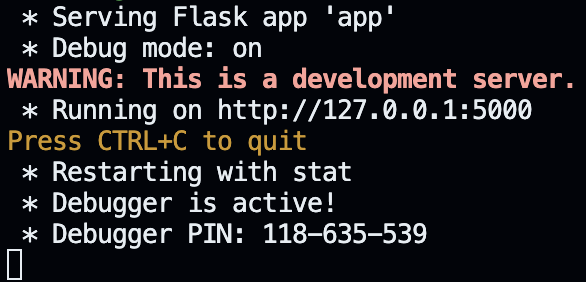 * Serving Flask app 'app'
* Debug mode: on
WARNING: This is a development server.
* Running on http://127.0.0.1:5000
Press CTRL+C to quit
* Restarting with stat
* Debugger is active!
* Debugger PIN: 118-635-539